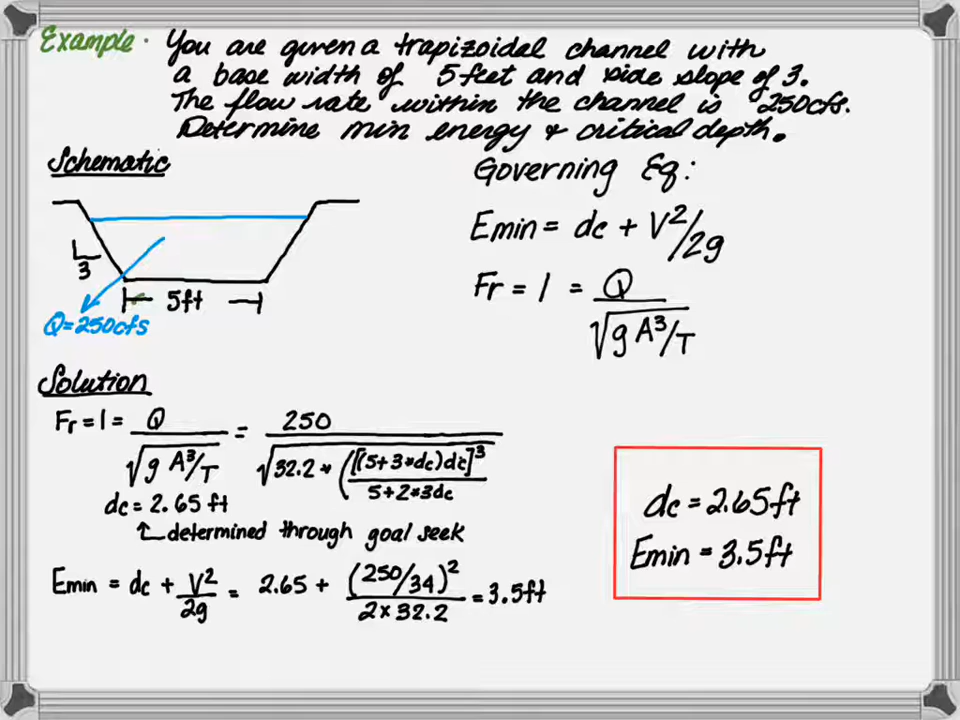 Example. You are given a trapizoidal channel with
a base width of 5 feet and side slope of 3.
The flow rate within the channel is 250cfs.
Determine min energy & critical depth.
Schematic
3
5ft
Q=250cfs
Governing Eq:
Emin = dc + V²/2g
Fr = 1 = Q / √g A³/T
Solution
Fr = 1 = Q / √g A³/T = 250 / √32.2 * ([(5+3*dc)dc]³ / 5+2*3dc
dc = 2.65 ft
determined through goal seek
Emin = dc + V²/2g = 2.65 + (250/34)² / 2 x 32.2 = 3.5ft
dc = 2.65ft
Emin = 3.5ft